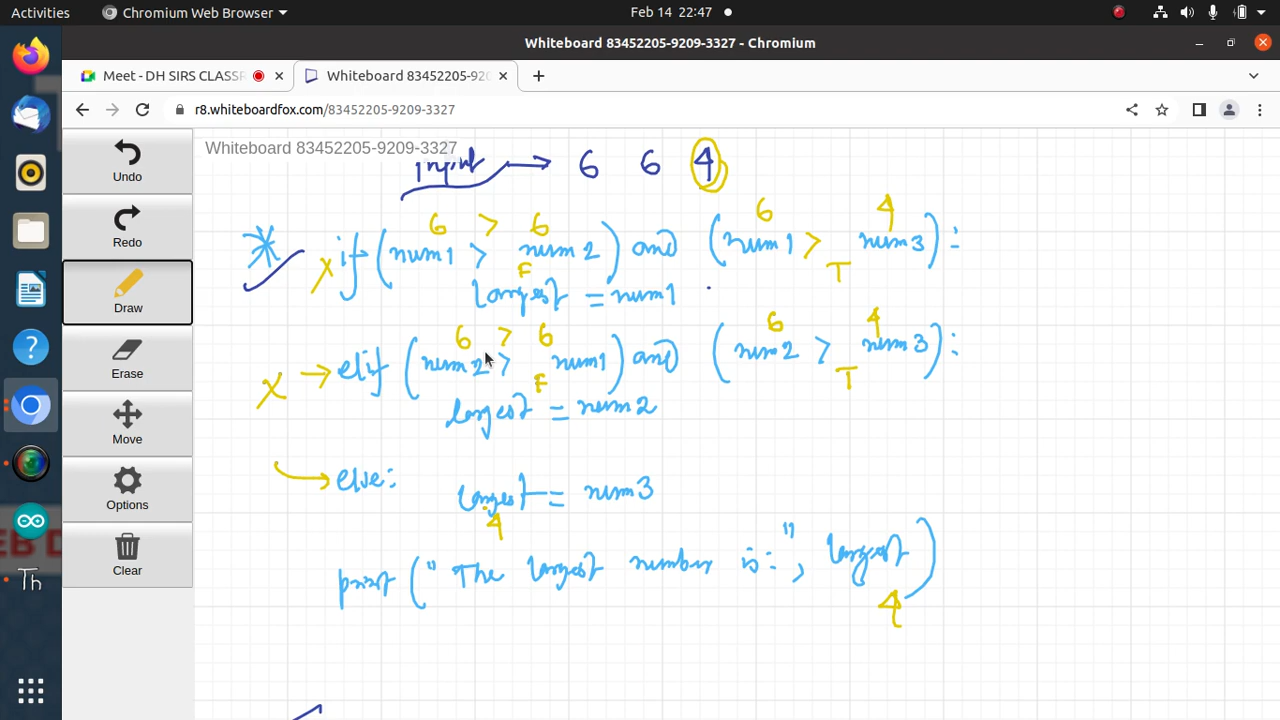 Activities Chromium Web Browser Feb 14 22:47
Whiteboard 83452205-9209-3327 - Chromium
Meet - DH SIRS CLASSR Whiteboard 83452205-92
r8.whiteboardfox.com/83452205-9209-3327
Whiteboard 83452205-9209-3327
Undo
Redo
Draw
Erase
Move
Options
Clear
input → 6 6 4
6 > 6 6 4
* if (num1 > num2) and (num1 > num3):
X F T
largest = num1
6 > 6 6 4
X → elif (num2 > num1) and (num2 > num3):
F T
largest = num2
→ else:
largest = num3
4
print ("The largest number is:", largest)
4